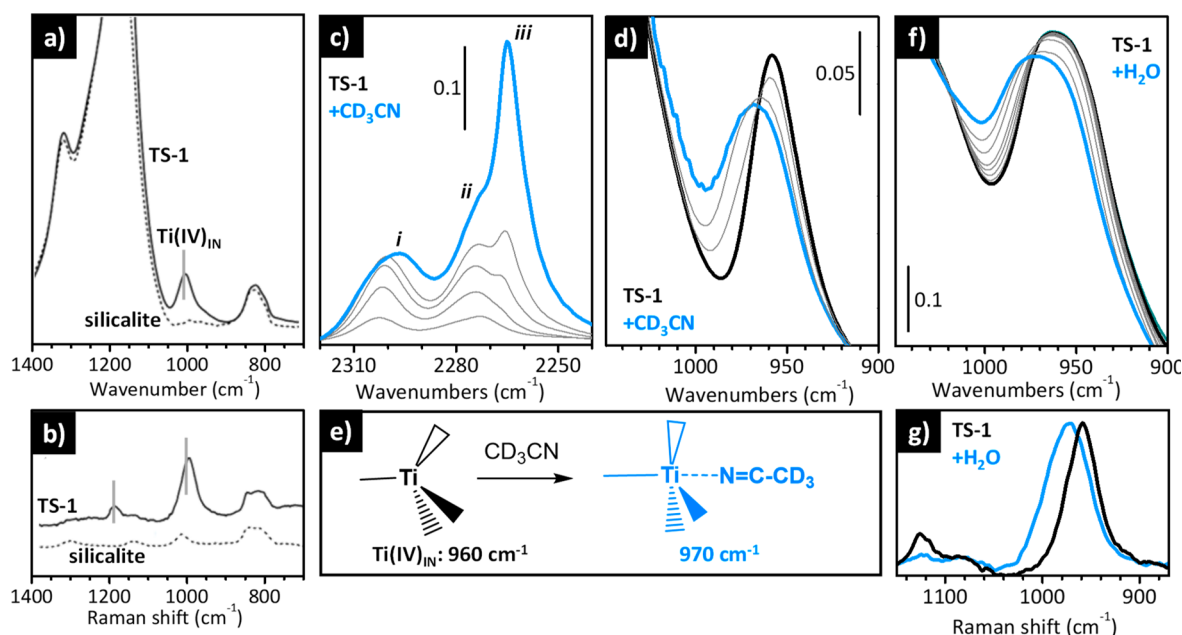 a)
TS-1
Ti(IV)IN
silicalite
1400 1200 1000 800
Wavenumber (cm-1)
b)
TS-1
silicalite
1400 1200 1000 800
Raman shift (cm-1)
c)
iii
TS-1
+CD3CN
0.1
ii
i
2310 2280 2250
Wavenumbers (cm-1)
d)
0.05
TS-1
+CD3CN
1000 950 900
Wavenumbers (cm-1)
e)
CD3CN
Ti
Ti
N=C-CD3
Ti(IV)IN: 960 cm-1
970 cm-1
f)
TS-1
+H2O
0.1
1000 950 900
Wavenumbers (cm-1)
g)
TS-1
+H2O
1100 1000 900
Raman shift (cm-1)